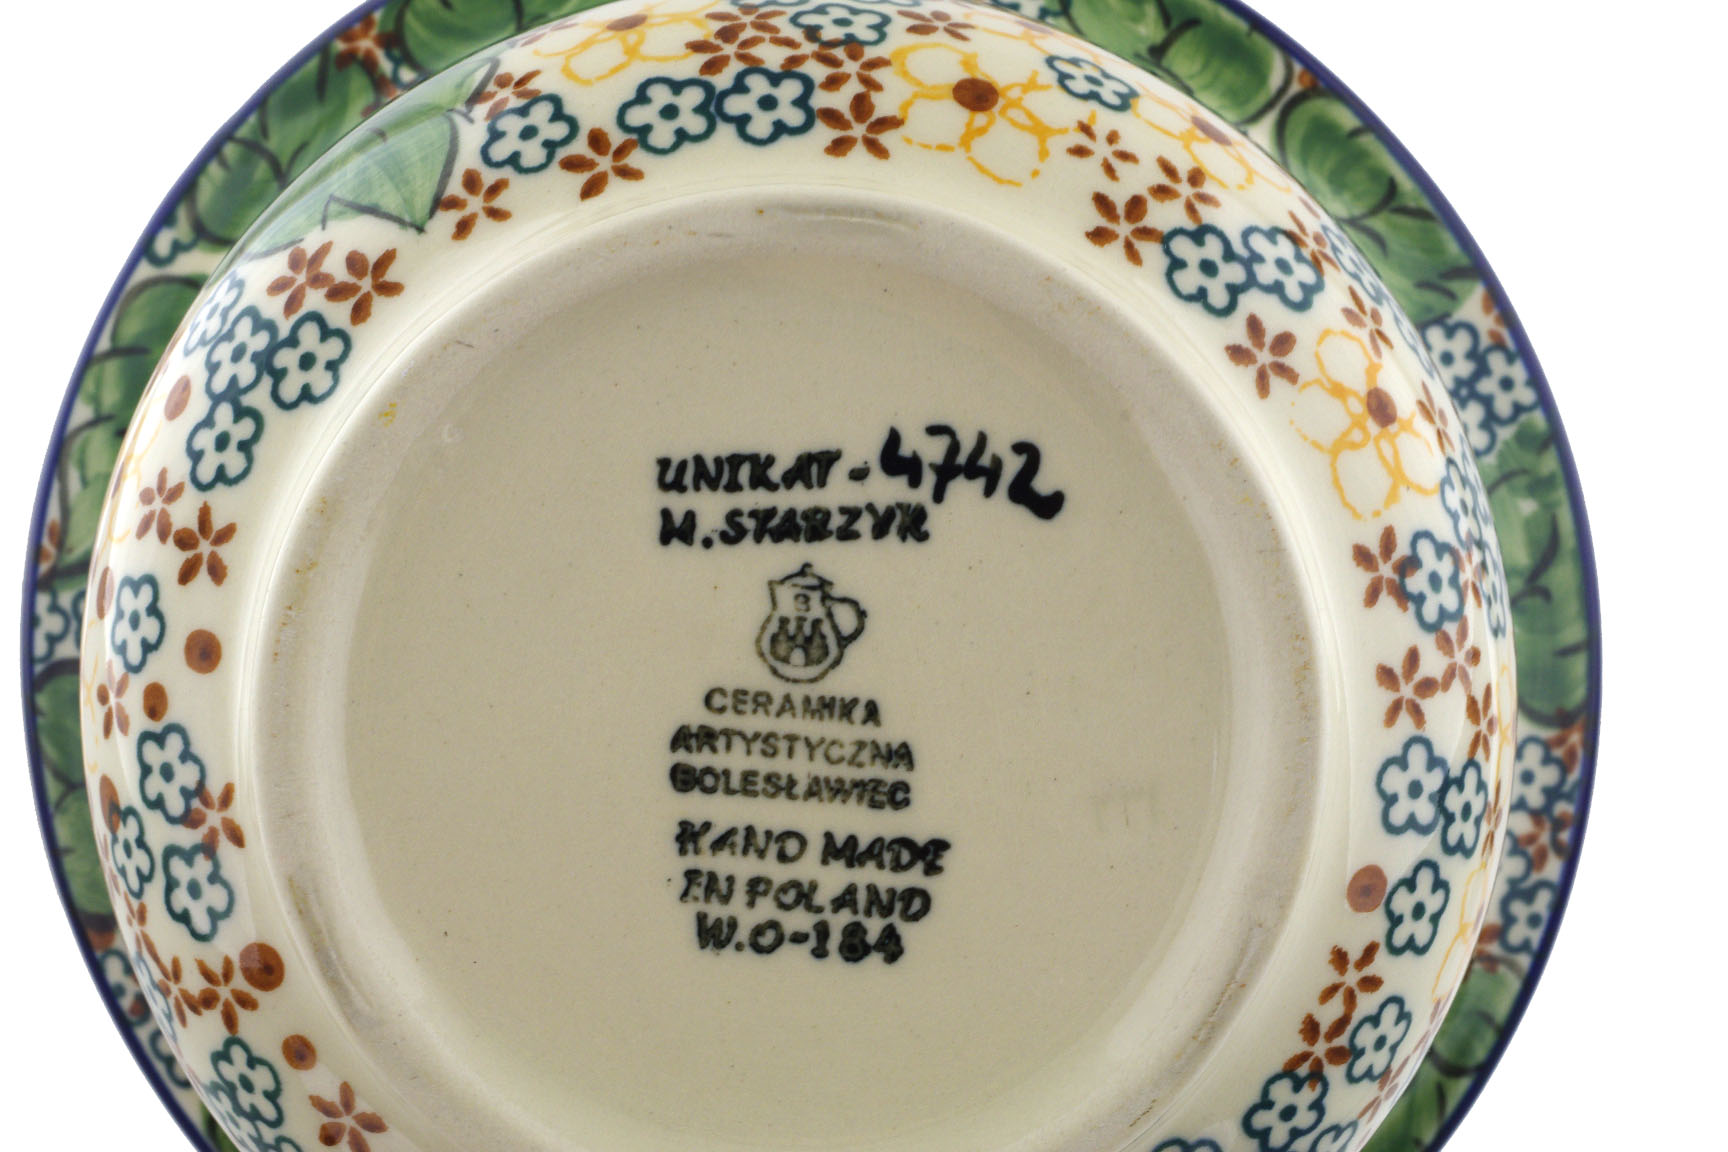 UNIKAT - 4742
M. STARZYK
CERAMIKA
ARTYSTYCZNA
BOLESŁAWIEC
HAND MADE
IN POLAND
W.O-184